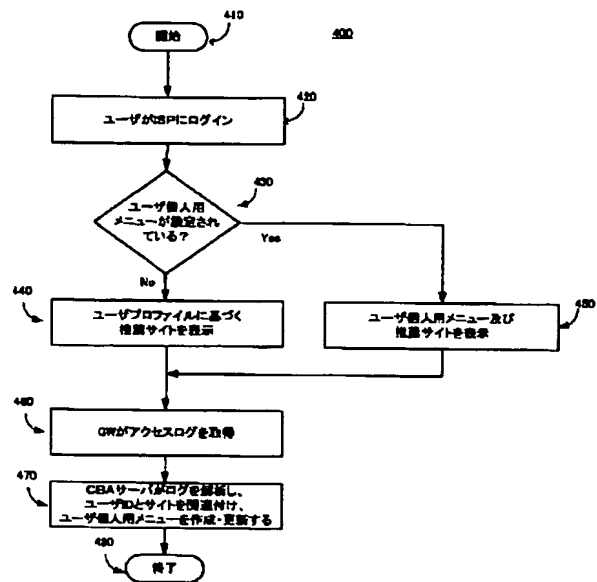 410
開始
400
420
ユーザがISPにログイン
430
ユーザ個人用
メニューが設定され
ている?
Yes
No
440
ユーザプロファイルに基づく
推薦サイトを表示
450
ユーザ個人用メニュー及び
推薦サイトを表示
460
GWがアクセスログを取得
470
CBAサーバがログを解析し、
ユーザIDとサイトを関連付け、
ユーザ個人用メニューを作成・更新する
480
終了